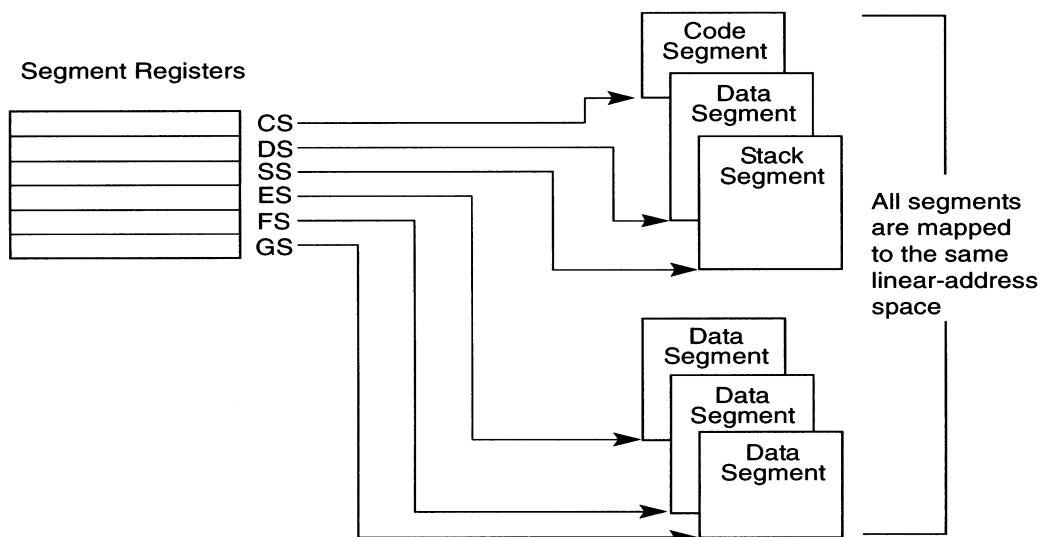 Segment Registers
CS
DS
SS
ES
FS
GS
Code
Segment
Data
Segment
Stack
Segment
Data
Segment
Data
Segment
Data
Segment
All segments
are mapped
to the same
linear-address
space